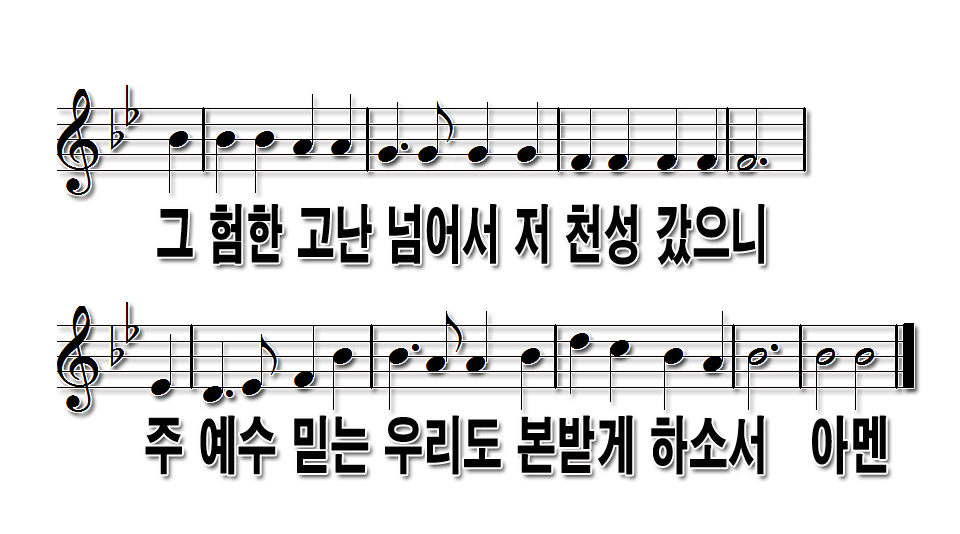 그 험한 고난 넘어서 저 천성 갔으니
주 예수 믿는 우리도 본받게 하소서 아멘